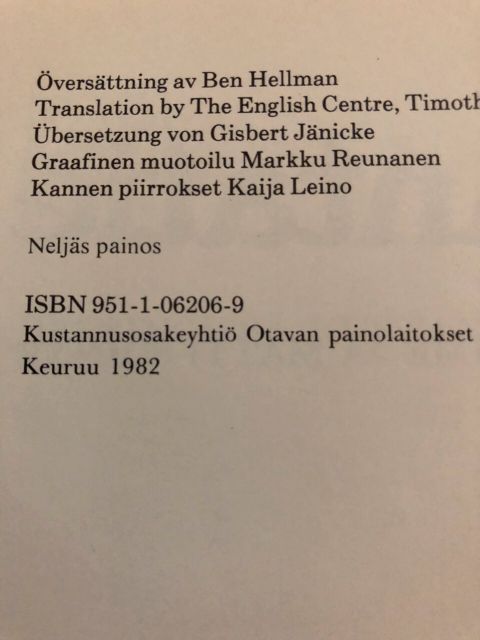 Översättning av Ben Hellman
Translation by The English Centre, Timoth
Übersetzung von Gisbert Jänicke
Graafinen muotoilu Markku Reunanen
Kannen piirrokset Kaija Leino
Neljäs painos
ISBN 951-1-06206-9
Kustannusosakeyhtiö Otavan painolaitokset
Keuruu 1982